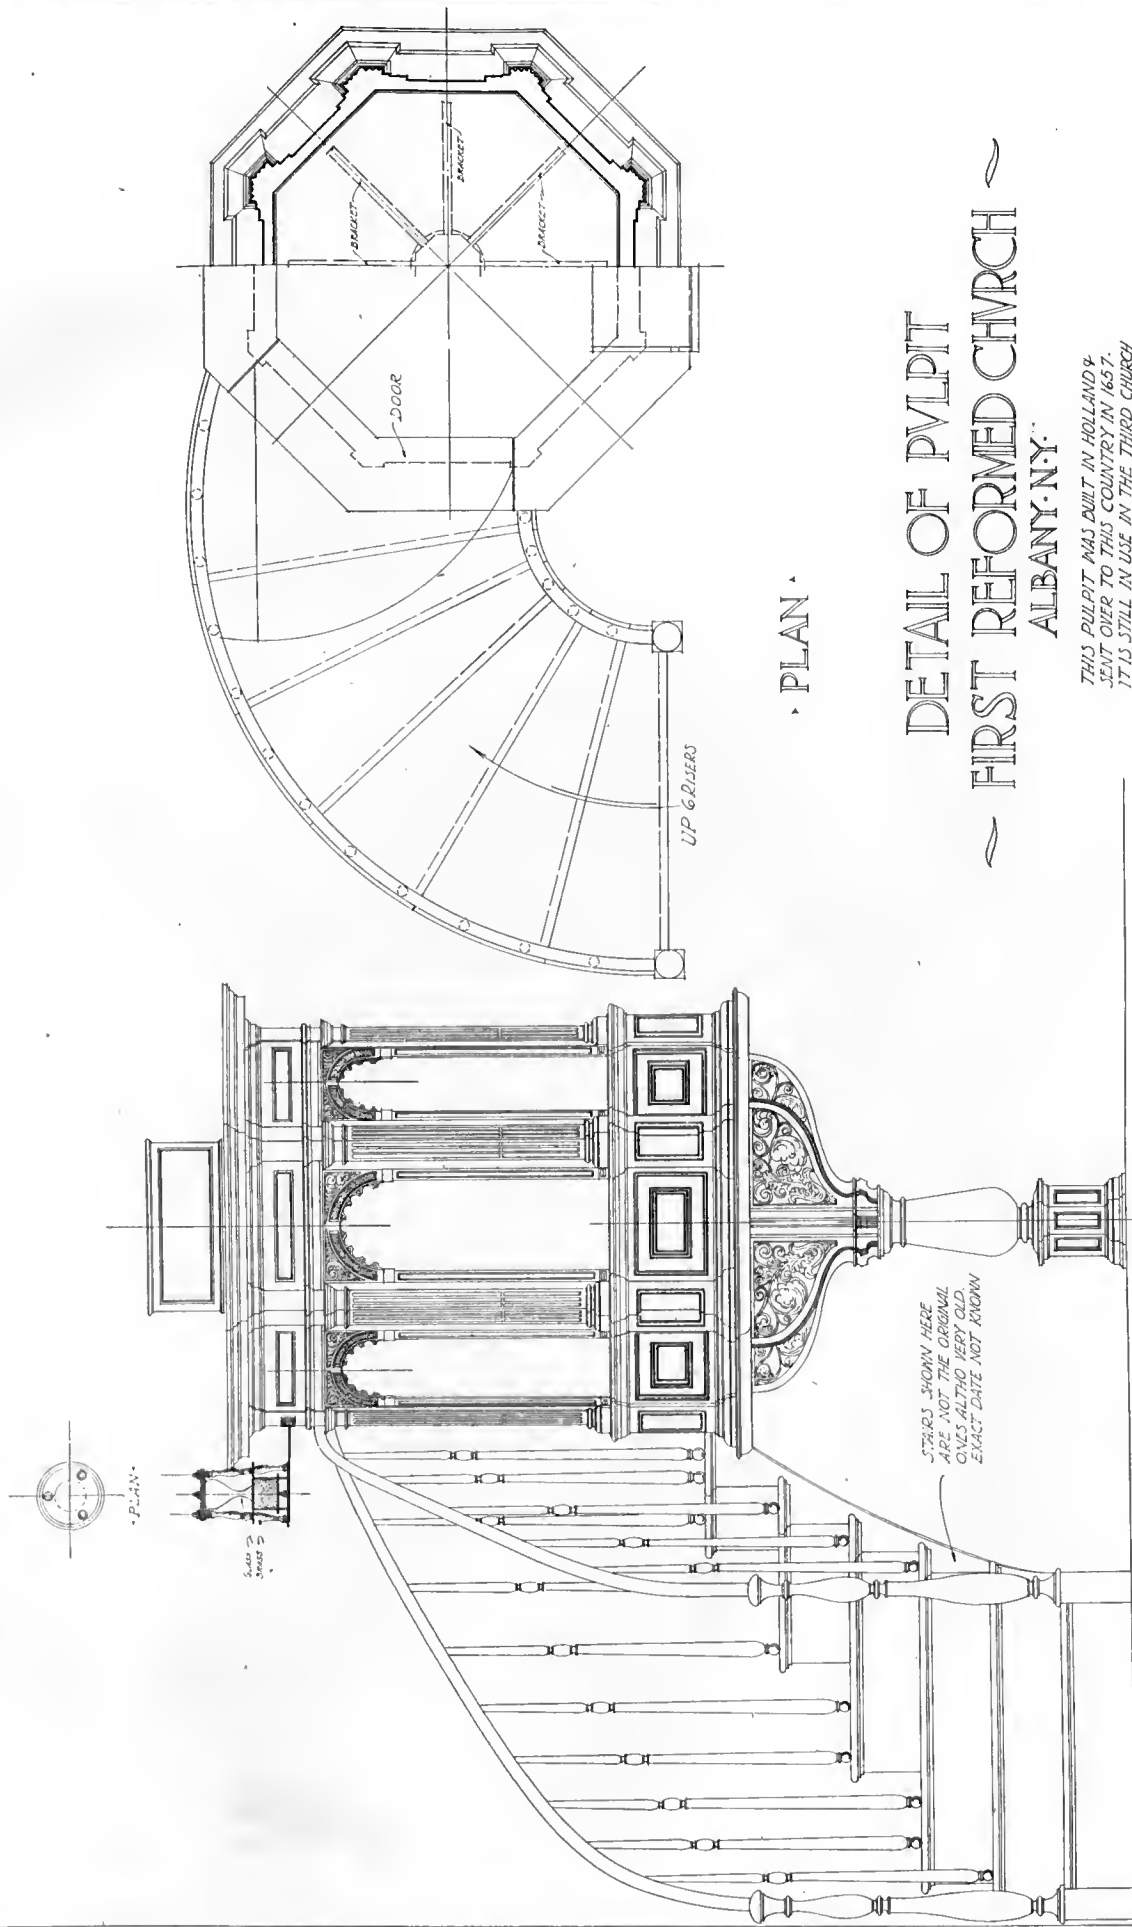 DETAIL OF PVLPIT
FIRST REFORMED CHVRCH
ALBANY·N·Y·
THIS PULPIT WAS BUILT IN HOLLAND &
SENT OVER TO THIS COUNTRY IN 1657.
IT IS STILL IN USE IN THE THIRD CHURCH
·PLAN·
UP 6 RISERS
DOOR
BRACKET
BRACKET
BRACKET
·PLAN·
GLASS
BRASS
STAIRS SHOWN HERE
ARE NOT THE ORIGINAL
ONES ALTHO VERY OLD.
EXACT DATE NOT KNOWN